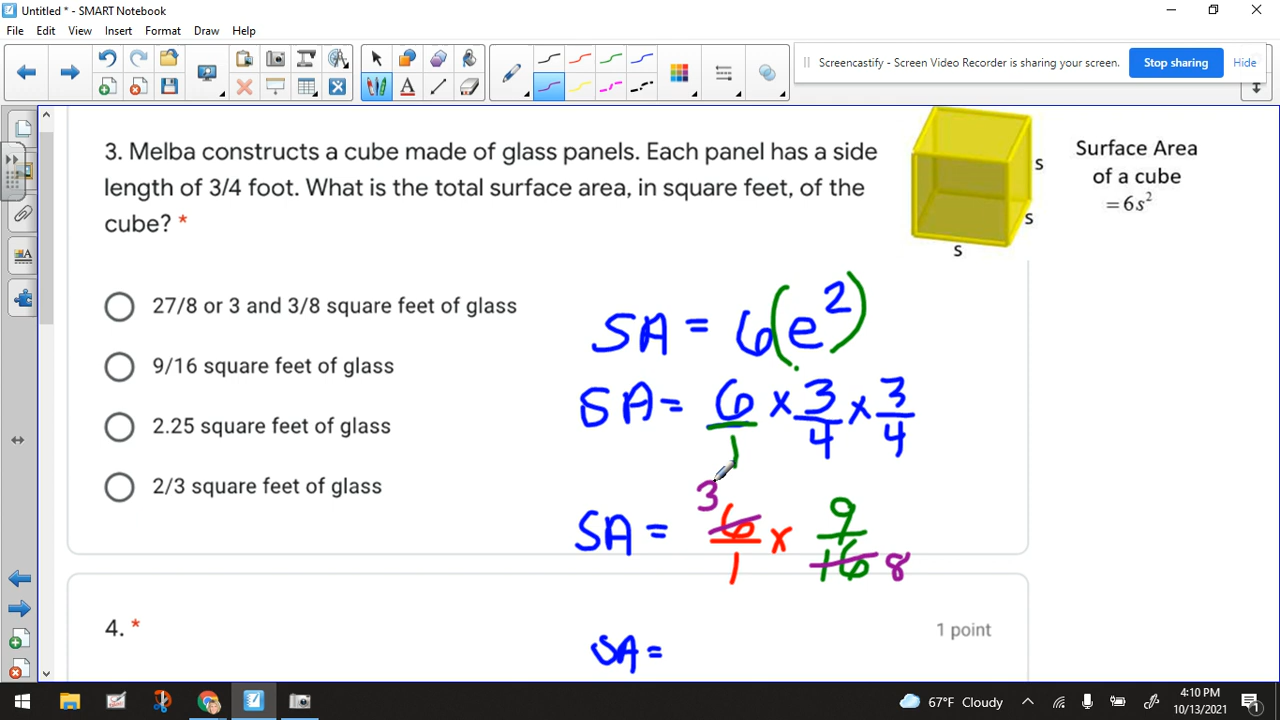 Untitled * - SMART Notebook
File Edit View Insert Format Draw Help
Screencastify - Screen Video Recorder is sharing your screen. Stop sharing Hide
3. Melba constructs a cube made of glass panels. Each panel has a side
length of 3/4 foot. What is the total surface area, in square feet, of the
cube? *
s
s
s
Surface Area
of a cube
= 6s²
27/8 or 3 and 3/8 square feet of glass
9/16 square feet of glass
2.25 square feet of glass
2/3 square feet of glass
SA = 6(e²)
SA = 6/1 × 3/4 × 3/4
3
SA = 6/1 × 9/16 8
4. *
1 point
SA =
67°F Cloudy
4:10 PM
10/13/2021
1